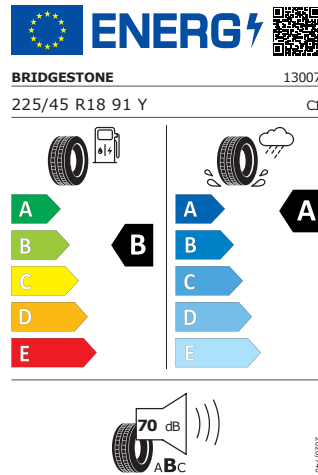 ENERG
BRIDGESTONE 13007
225/45 R18 91 Y C1
A A A
B B B
C C
D D
E E
70 dB
ABC